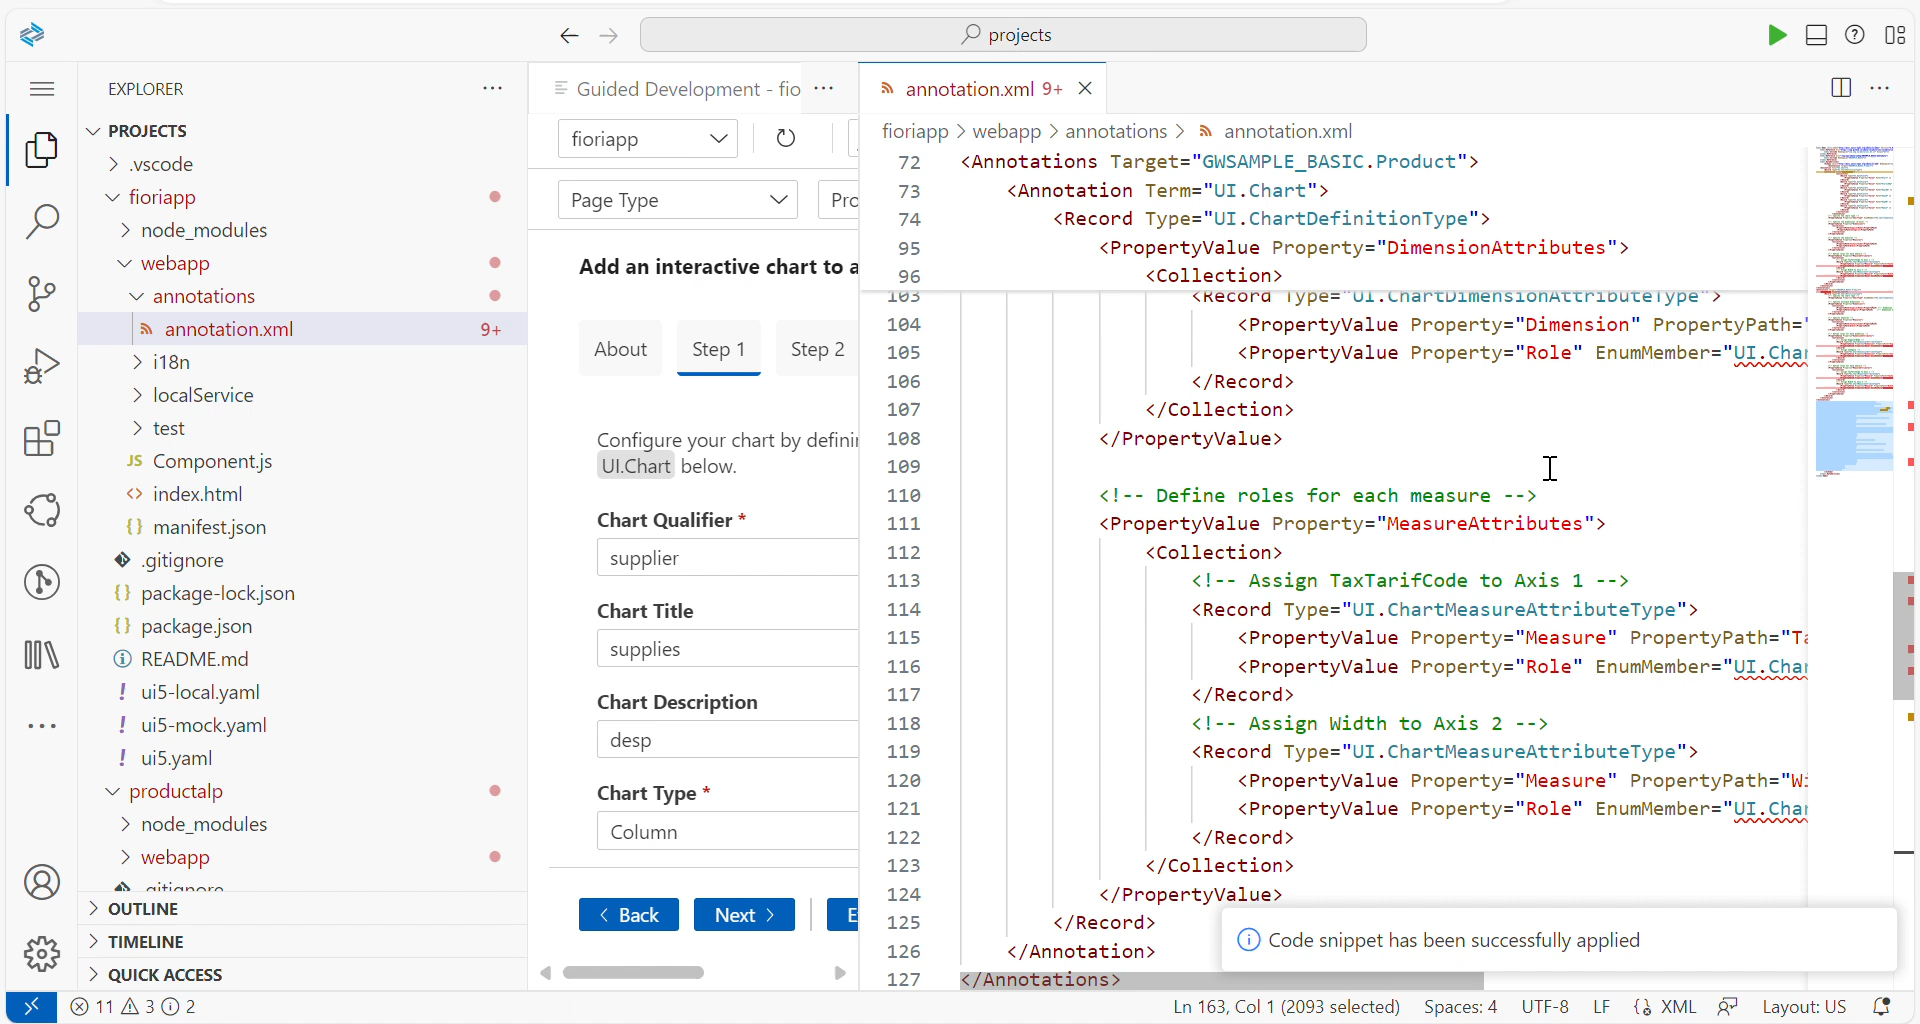 projects
EXPLORER
PROJECTS
.vscode
fioriapp
node_modules
webapp
annotations
annotation.xml 9+
i18n
localService
test
JS Component.js
<> index.html
{} manifest.json
.gitignore
{} package-lock.json
{} package.json
README.md
! ui5-local.yaml
! ui5-mock.yaml
! ui5.yaml
productalp
node_modules
webapp
.gitignore
OUTLINE
TIMELINE
QUICK ACCESS
Guided Development - fio
fioriapp
Page Type
Pro
Add an interactive chart to a
About
Step 1
Step 2
Configure your chart by defini
UI.Chart below.
Chart Qualifier *
supplier
Chart Title
supplies
Chart Description
desp
Chart Type *
Column
Back
Next
annotation.xml 9+
fioriapp > webapp > annotations > annotation.xml
72 <Annotations Target="GWSAMPLE_BASIC.Product">
73 <Annotation Term="UI.Chart">
74 <Record Type="UI.ChartDefinitionType">
95 <PropertyValue Property="DimensionAttributes">
96 <Collection>
103 <Record Type="UI.ChartDimensionAttributeType">
104 <PropertyValue Property="Dimension" PropertyPath="
105 <PropertyValue Property="Role" EnumMember="UI.Char
106 </Record>
107 </Collection>
108 </PropertyValue>
109
110 <!-- Define roles for each measure -->
111 <PropertyValue Property="MeasureAttributes">
112 <Collection>
113 <!-- Assign TaxTarifCode to Axis 1 -->
114 <Record Type="UI.ChartMeasureAttributeType">
115 <PropertyValue Property="Measure" PropertyPath="Ta
116 <PropertyValue Property="Role" EnumMember="UI.Char
117 </Record>
118 <!-- Assign Width to Axis 2 -->
119 <Record Type="UI.ChartMeasureAttributeType">
120 <PropertyValue Property="Measure" PropertyPath="Wi
121 <PropertyValue Property="Role" EnumMember="UI.Char
122 </Record>
123 </Collection>
124 </PropertyValue>
125 </Record>
126 </Annotation>
127 </Annotations>
Code snippet has been successfully applied
11 3 2
Ln 163, Col 1 (2093 selected) Spaces: 4 UTF-8 LF XML Layout: US